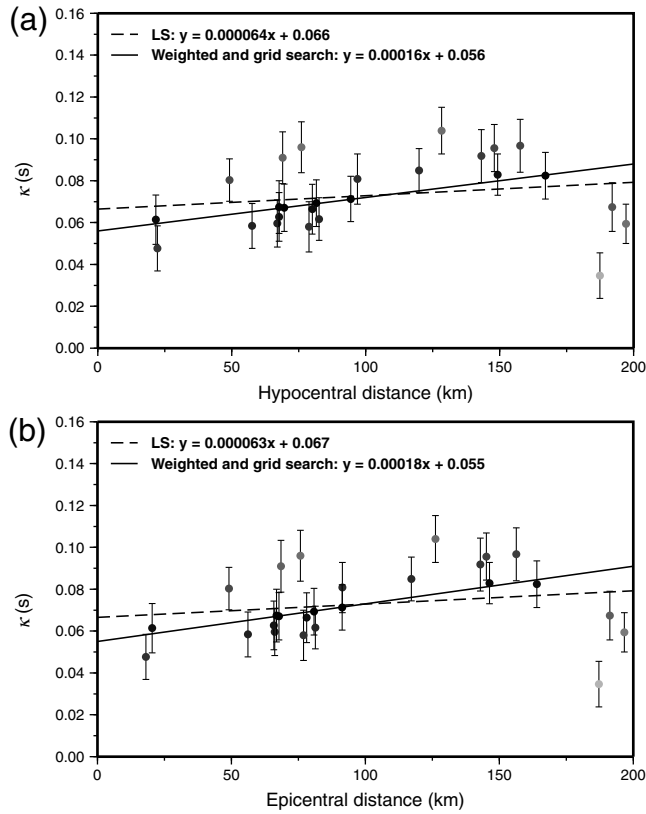 (a)
0.16
0.14
0.12
0.10
0.08
0.06
0.04
0.02
0.00
κ (s)
LS: y = 0.000064x + 0.066
Weighted and grid search: y = 0.00016x + 0.056
0 50 100 150 200
Hypocentral distance (km)
(b)
0.16
0.14
0.12
0.10
0.08
0.06
0.04
0.02
0.00
κ (s)
LS: y = 0.000063x + 0.067
Weighted and grid search: y = 0.00018x + 0.055
0 50 100 150 200
Epicentral distance (km)